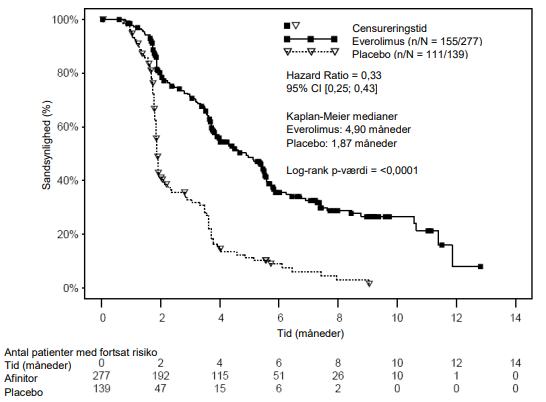 100%
80%
60%
40%
20%
0%
Sandsynlighed (%)
Censureringstid
Everolimus (n/N = 155/277)
Placebo (n/N = 111/139)
Hazard Ratio = 0,33
95% CI [0,25; 0,43]
Kaplan-Meier medianer
Everolimus: 4,90 måneder
Placebo: 1,87 måneder
Log-rank p-værdi = <0,0001
0 2 4 6 8 10 12 14
Tid (måneder)
Antal patienter med fortsat risiko
Tid (måneder) 0 2 4 6 8 10 12 14
Afinitor 277 192 115 51 26 10 1 0
Placebo 139 47 15 6 2 0 0 0